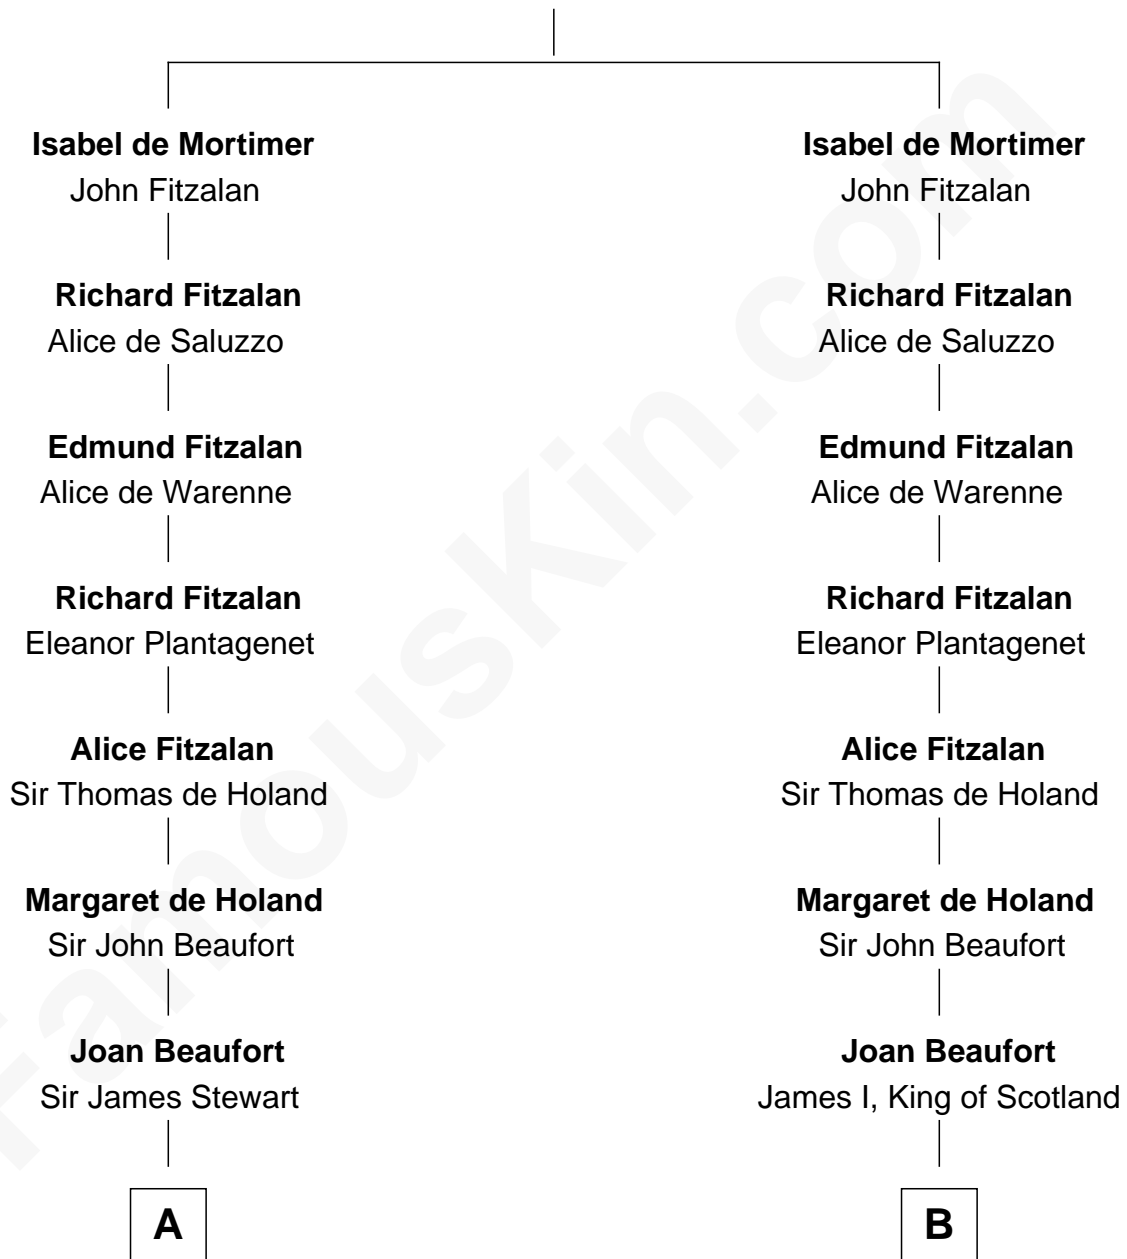 Isabel de Mortimer
John Fitzalan
Richard Fitzalan
Alice de Saluzzo
Edmund Fitzalan
Alice de Warenne
Richard Fitzalan
Eleanor Plantagenet
Alice Fitzalan
Sir Thomas de Holand
Margaret de Holand
Sir John Beaufort
Joan Beaufort
Sir James Stewart
A
Isabel de Mortimer
John Fitzalan
Richard Fitzalan
Alice de Saluzzo
Edmund Fitzalan
Alice de Warenne
Richard Fitzalan
Eleanor Plantagenet
Alice Fitzalan
Sir Thomas de Holand
Margaret de Holand
Sir John Beaufort
Joan Beaufort
James I, King of Scotland
B
FamousKin.com